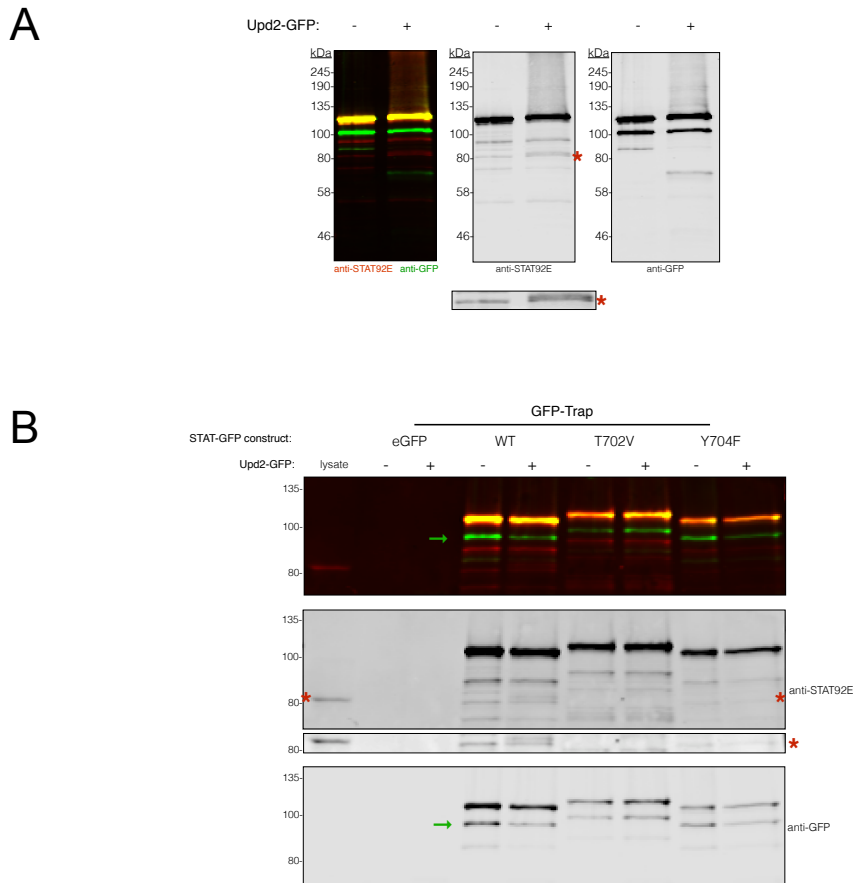 A
Upd2-GFP: - + - + - +
kDa kDa kDa
245- 245- 245-
190- 190- 190-
135- 135- 135-
100- 100- 100-
80- 80- * 80-
58- 58- 58-
46- 46- 46-
anti-STAT92E anti-GFP anti-STAT92E anti-GFP
*
B
GFP-Trap
STAT-GFP construct: eGFP WT T702V Y704F
Upd2-GFP: lysate - + - + - + - +
135-
100-
→
80-
135-
100-
anti-STAT92E
* 80- *
80- *
135-
100-
→ anti-GFP
80-